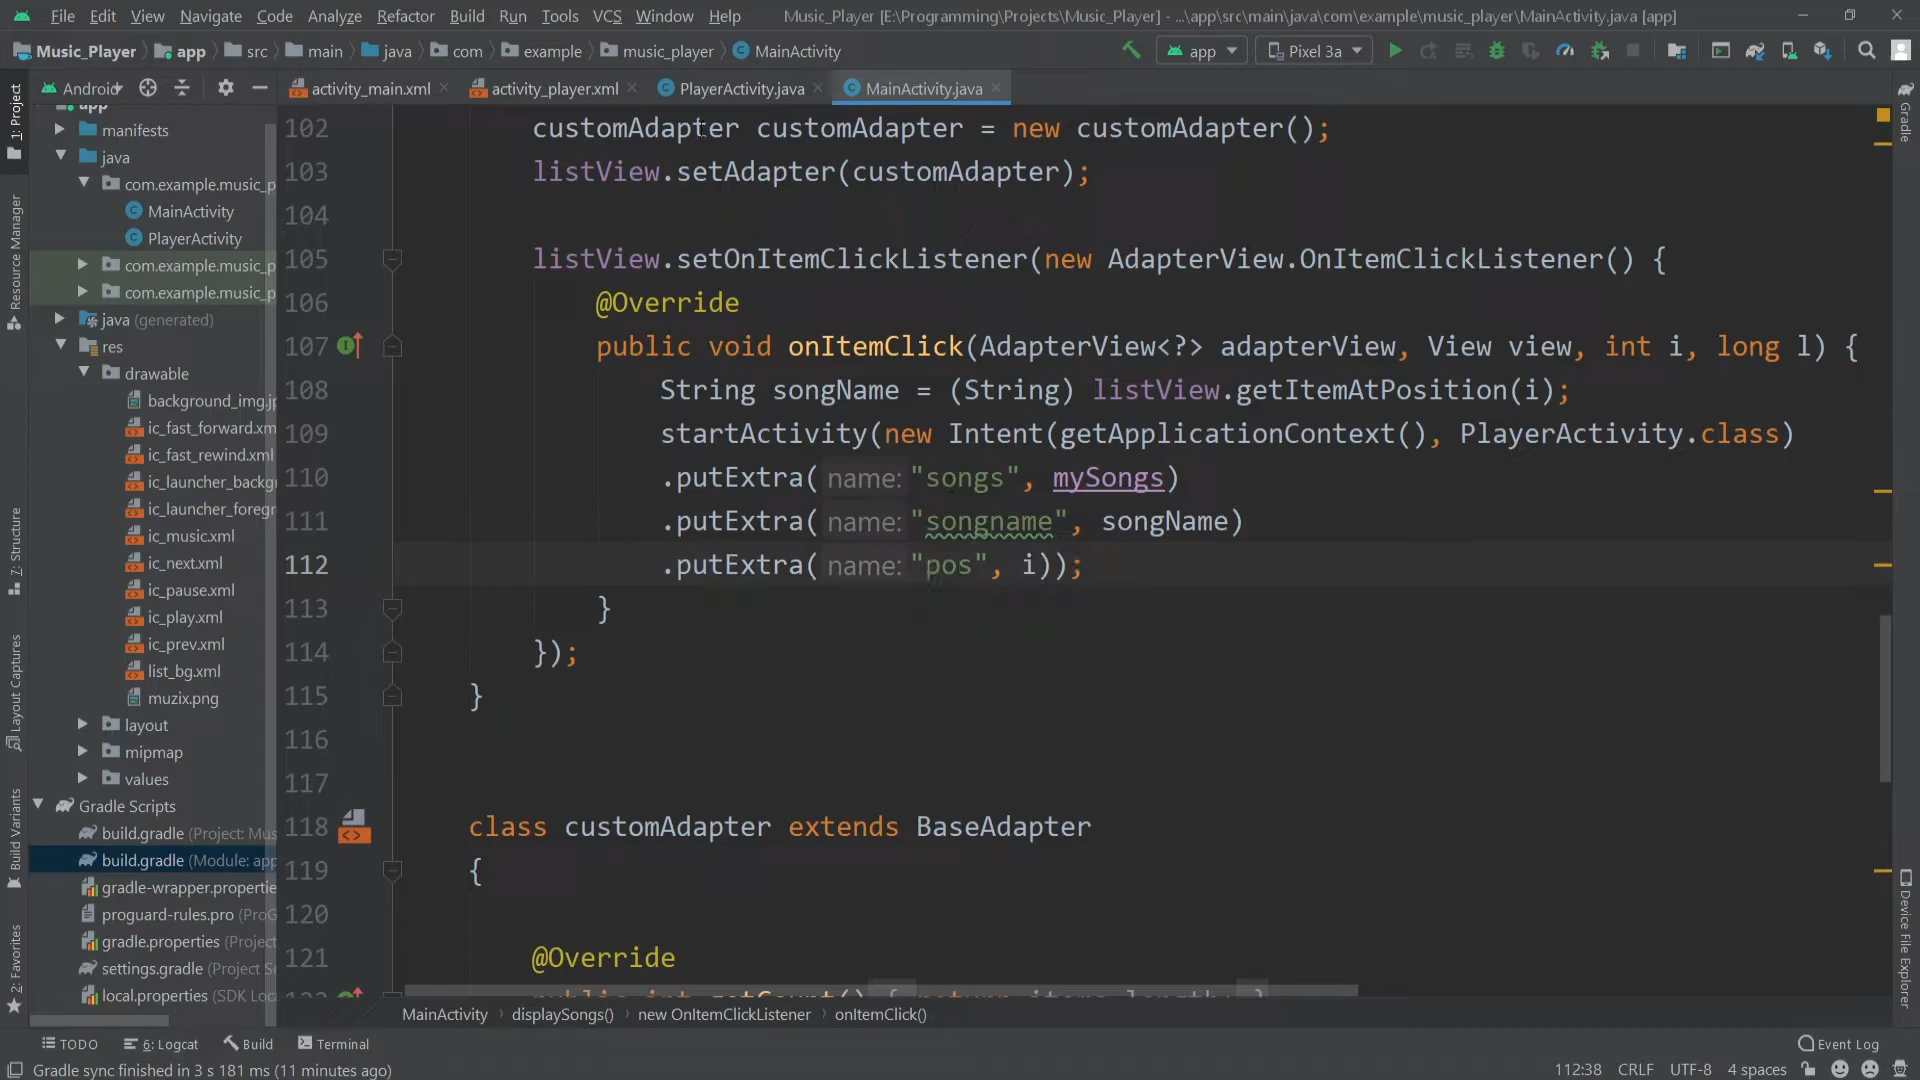 File Edit View Navigate Code Analyze Refactor Build Run Tools VCS Window Help Music_Player [E:\Programming\Projects\Music_Player] - ...\app\src\main\java\com\example\music_player\MainActivity.java [app]
Music_Player app src main java com example music_player MainActivity app Pixel 3a
Android activity_main.xml activity_player.xml PlayerActivity.java MainActivity.java
1: Project
Resource Manager
7: Structure
Layout Captures
Build Variants
2: Favorites
manifests
java
com.example.music_p
MainActivity
PlayerActivity
com.example.music_p
com.example.music_p
java (generated)
res
drawable
background_img.jp
ic_fast_forward.xm
ic_fast_rewind.xml
ic_launcher_backg
ic_launcher_foregr
ic_music.xml
ic_next.xml
ic_pause.xml
ic_play.xml
ic_prev.xml
list_bg.xml
muzix.png
layout
mipmap
values
Gradle Scripts
build.gradle (Project: Mus
build.gradle (Module: app
gradle-wrapper.propertie
proguard-rules.pro (ProG
gradle.properties (Project
settings.gradle (Project Se
local.properties (SDK Loc
102 customAdapter customAdapter = new customAdapter();
103 listView.setAdapter(customAdapter);
104
105 listView.setOnItemClickListener(new AdapterView.OnItemClickListener() {
106 @Override
107 public void onItemClick(AdapterView<?> adapterView, View view, int i, long l) {
108 String songName = (String) listView.getItemAtPosition(i);
109 startActivity(new Intent(getApplicationContext(), PlayerActivity.class)
110 .putExtra( name: "songs", mySongs)
111 .putExtra( name: "songname", songName)
112 .putExtra( name: "pos", i));
113 }
114 });
115 }
116
117
118 class customAdapter extends BaseAdapter
119 {
120
121 @Override
Gradle
Device File Explorer
MainActivity displaySongs() new OnItemClickListener onItemClick()
TODO 6: Logcat Build Terminal Event Log
Gradle sync finished in 3 s 181 ms (11 minutes ago) 112:38 CRLF UTF-8 4 spaces